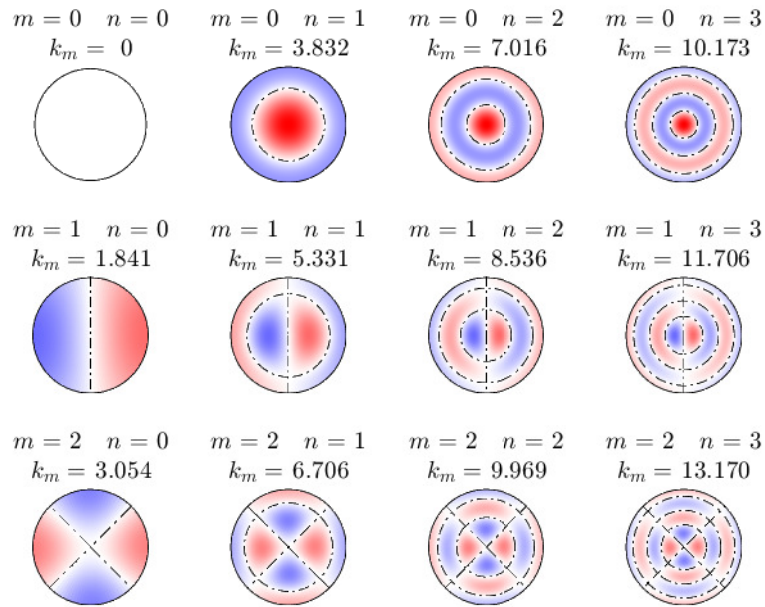 m = 0 n = 0
k_m = 0
m = 0 n = 1
k_m = 3.832
m = 0 n = 2
k_m = 7.016
m = 0 n = 3
k_m = 10.173
m = 1 n = 0
k_m = 1.841
m = 1 n = 1
k_m = 5.331
m = 1 n = 2
k_m = 8.536
m = 1 n = 3
k_m = 11.706
m = 2 n = 0
k_m = 3.054
m = 2 n = 1
k_m = 6.706
m = 2 n = 2
k_m = 9.969
m = 2 n = 3
k_m = 13.170